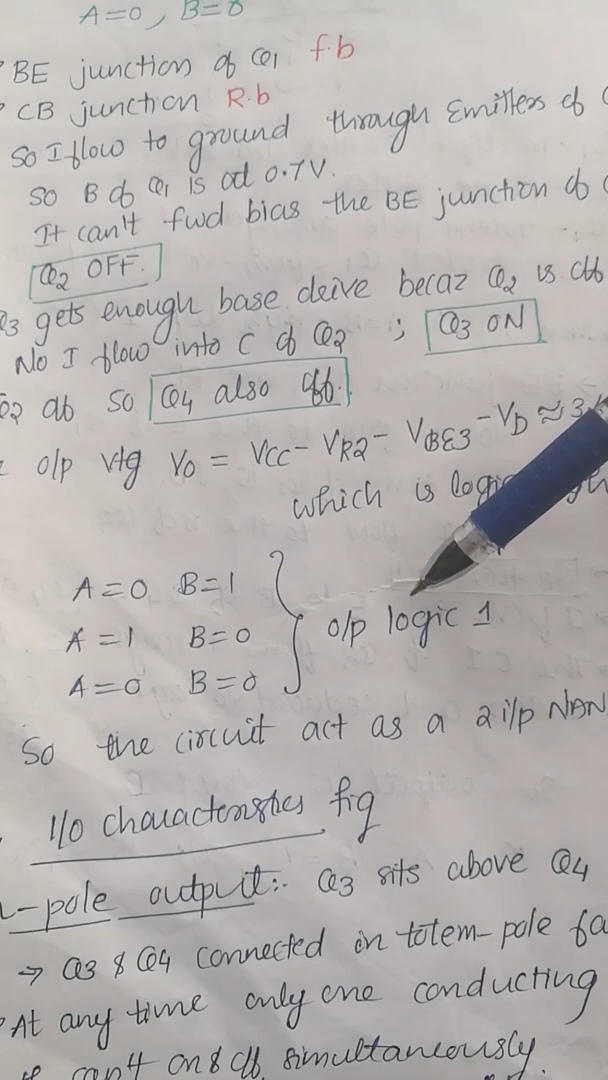 A=0, B=0
BE junction of Q1 f.b
CB junction R.b
So I flow to ground through Emitters of
so B of Q1 is at 0.7V.
It can't fwd bias the BE junction of
Q2 OFF.
Q3 gets enough base drive becaz Q2 is off
No I flow into C of Q2 ; Q3 ON
Q2 ab so Q4 also off.
o/p vtg Vo = Vcc - VR2 - VBE3 - VD ≈ 3
which is logic
A=0 B=1
A=1 B=0
A=0 B=0
o/p logic 1
So the circuit act as a 2 i/p NAN
I/O characteristics fig
-pole output:- Q3 sits above Q4
→ Q3 & Q4 connected in totem-pole fa
At any time only one conducting
can't on & off simultaneously.